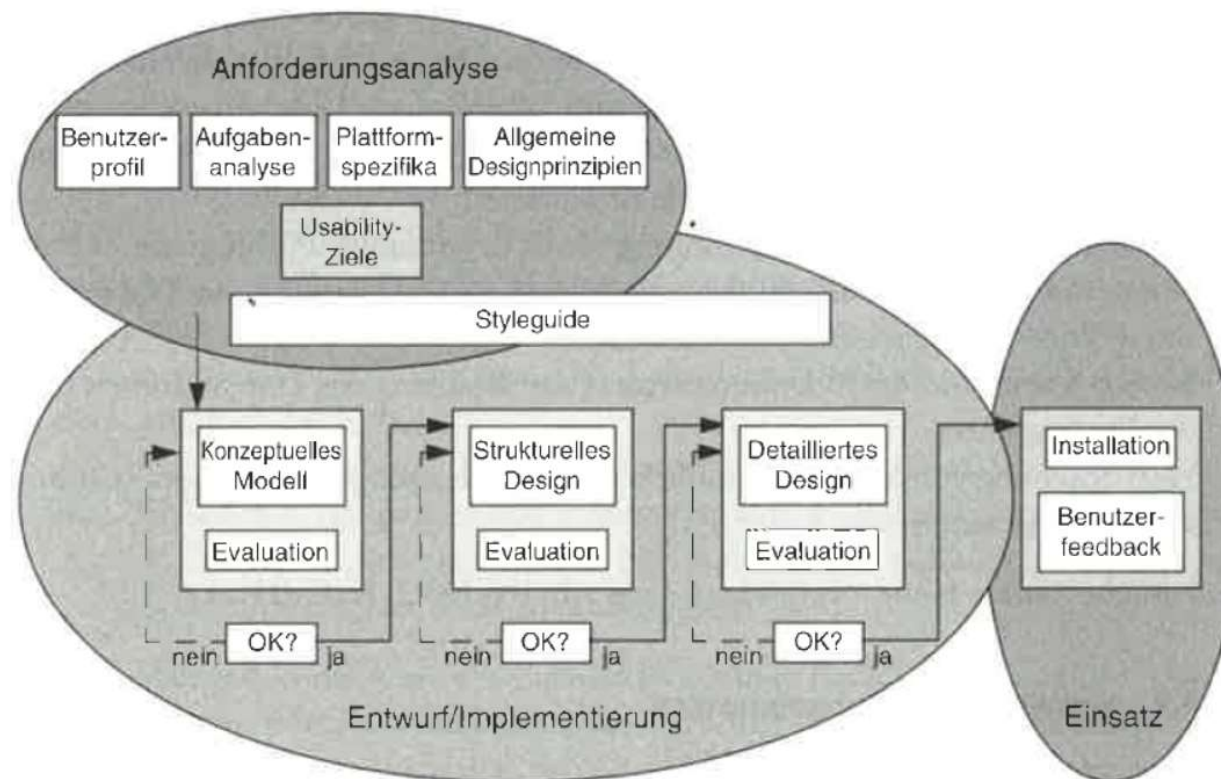 Anforderungsanalyse
Benutzer-
profil
Aufgaben-
analyse
Plattform-
spezifika
Allgemeine
Designprinzipien
Usability-
Ziele
Styleguide
Konzeptuelles
Modell
Evaluation
nein OK? ja
Strukturelles
Design
Evaluation
nein OK? ja
Detailliertes
Design
Evaluation
nein OK? ja
Entwurf/Implementierung
Installation
Benutzer-
feedback
Einsatz